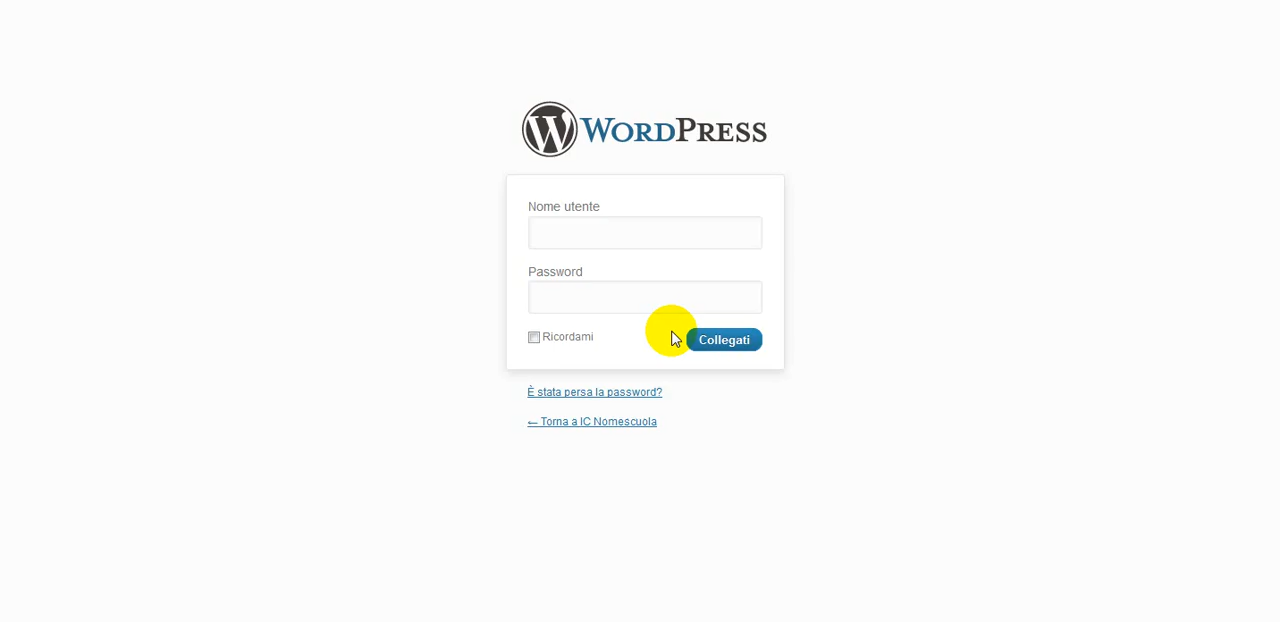 WORDPRESS
Nome utente
Password
Ricordami
Collegati
È stata persa la password?
← Torna a IC Nomescuola